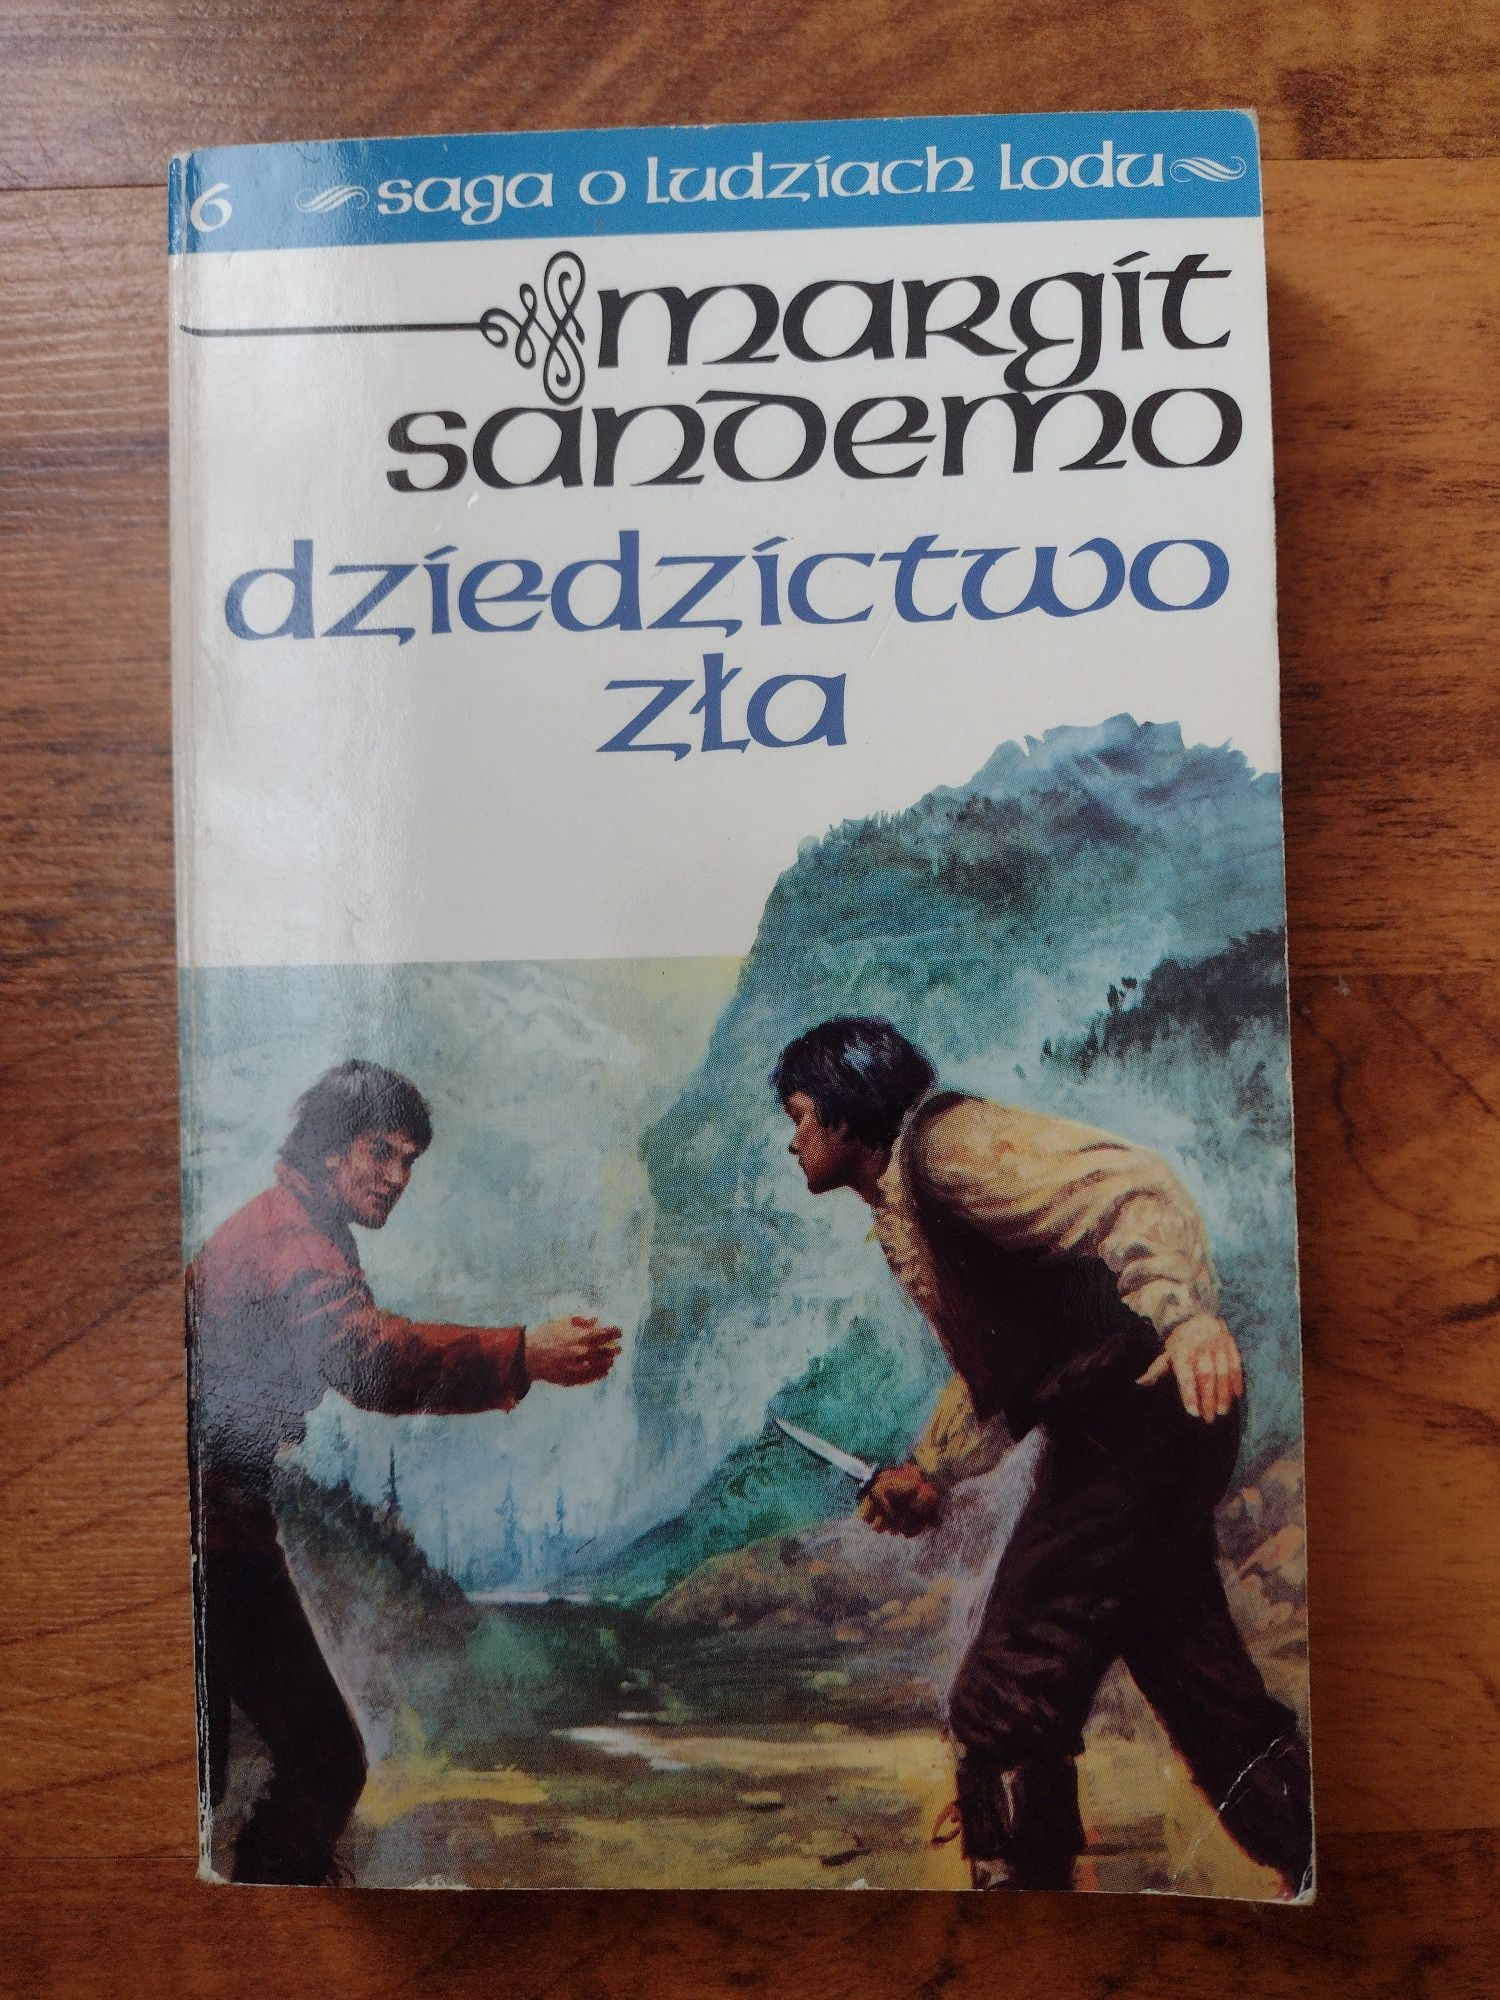 6 saga o ludziach lodu
margit
sandemo
dziedzictwo
zła